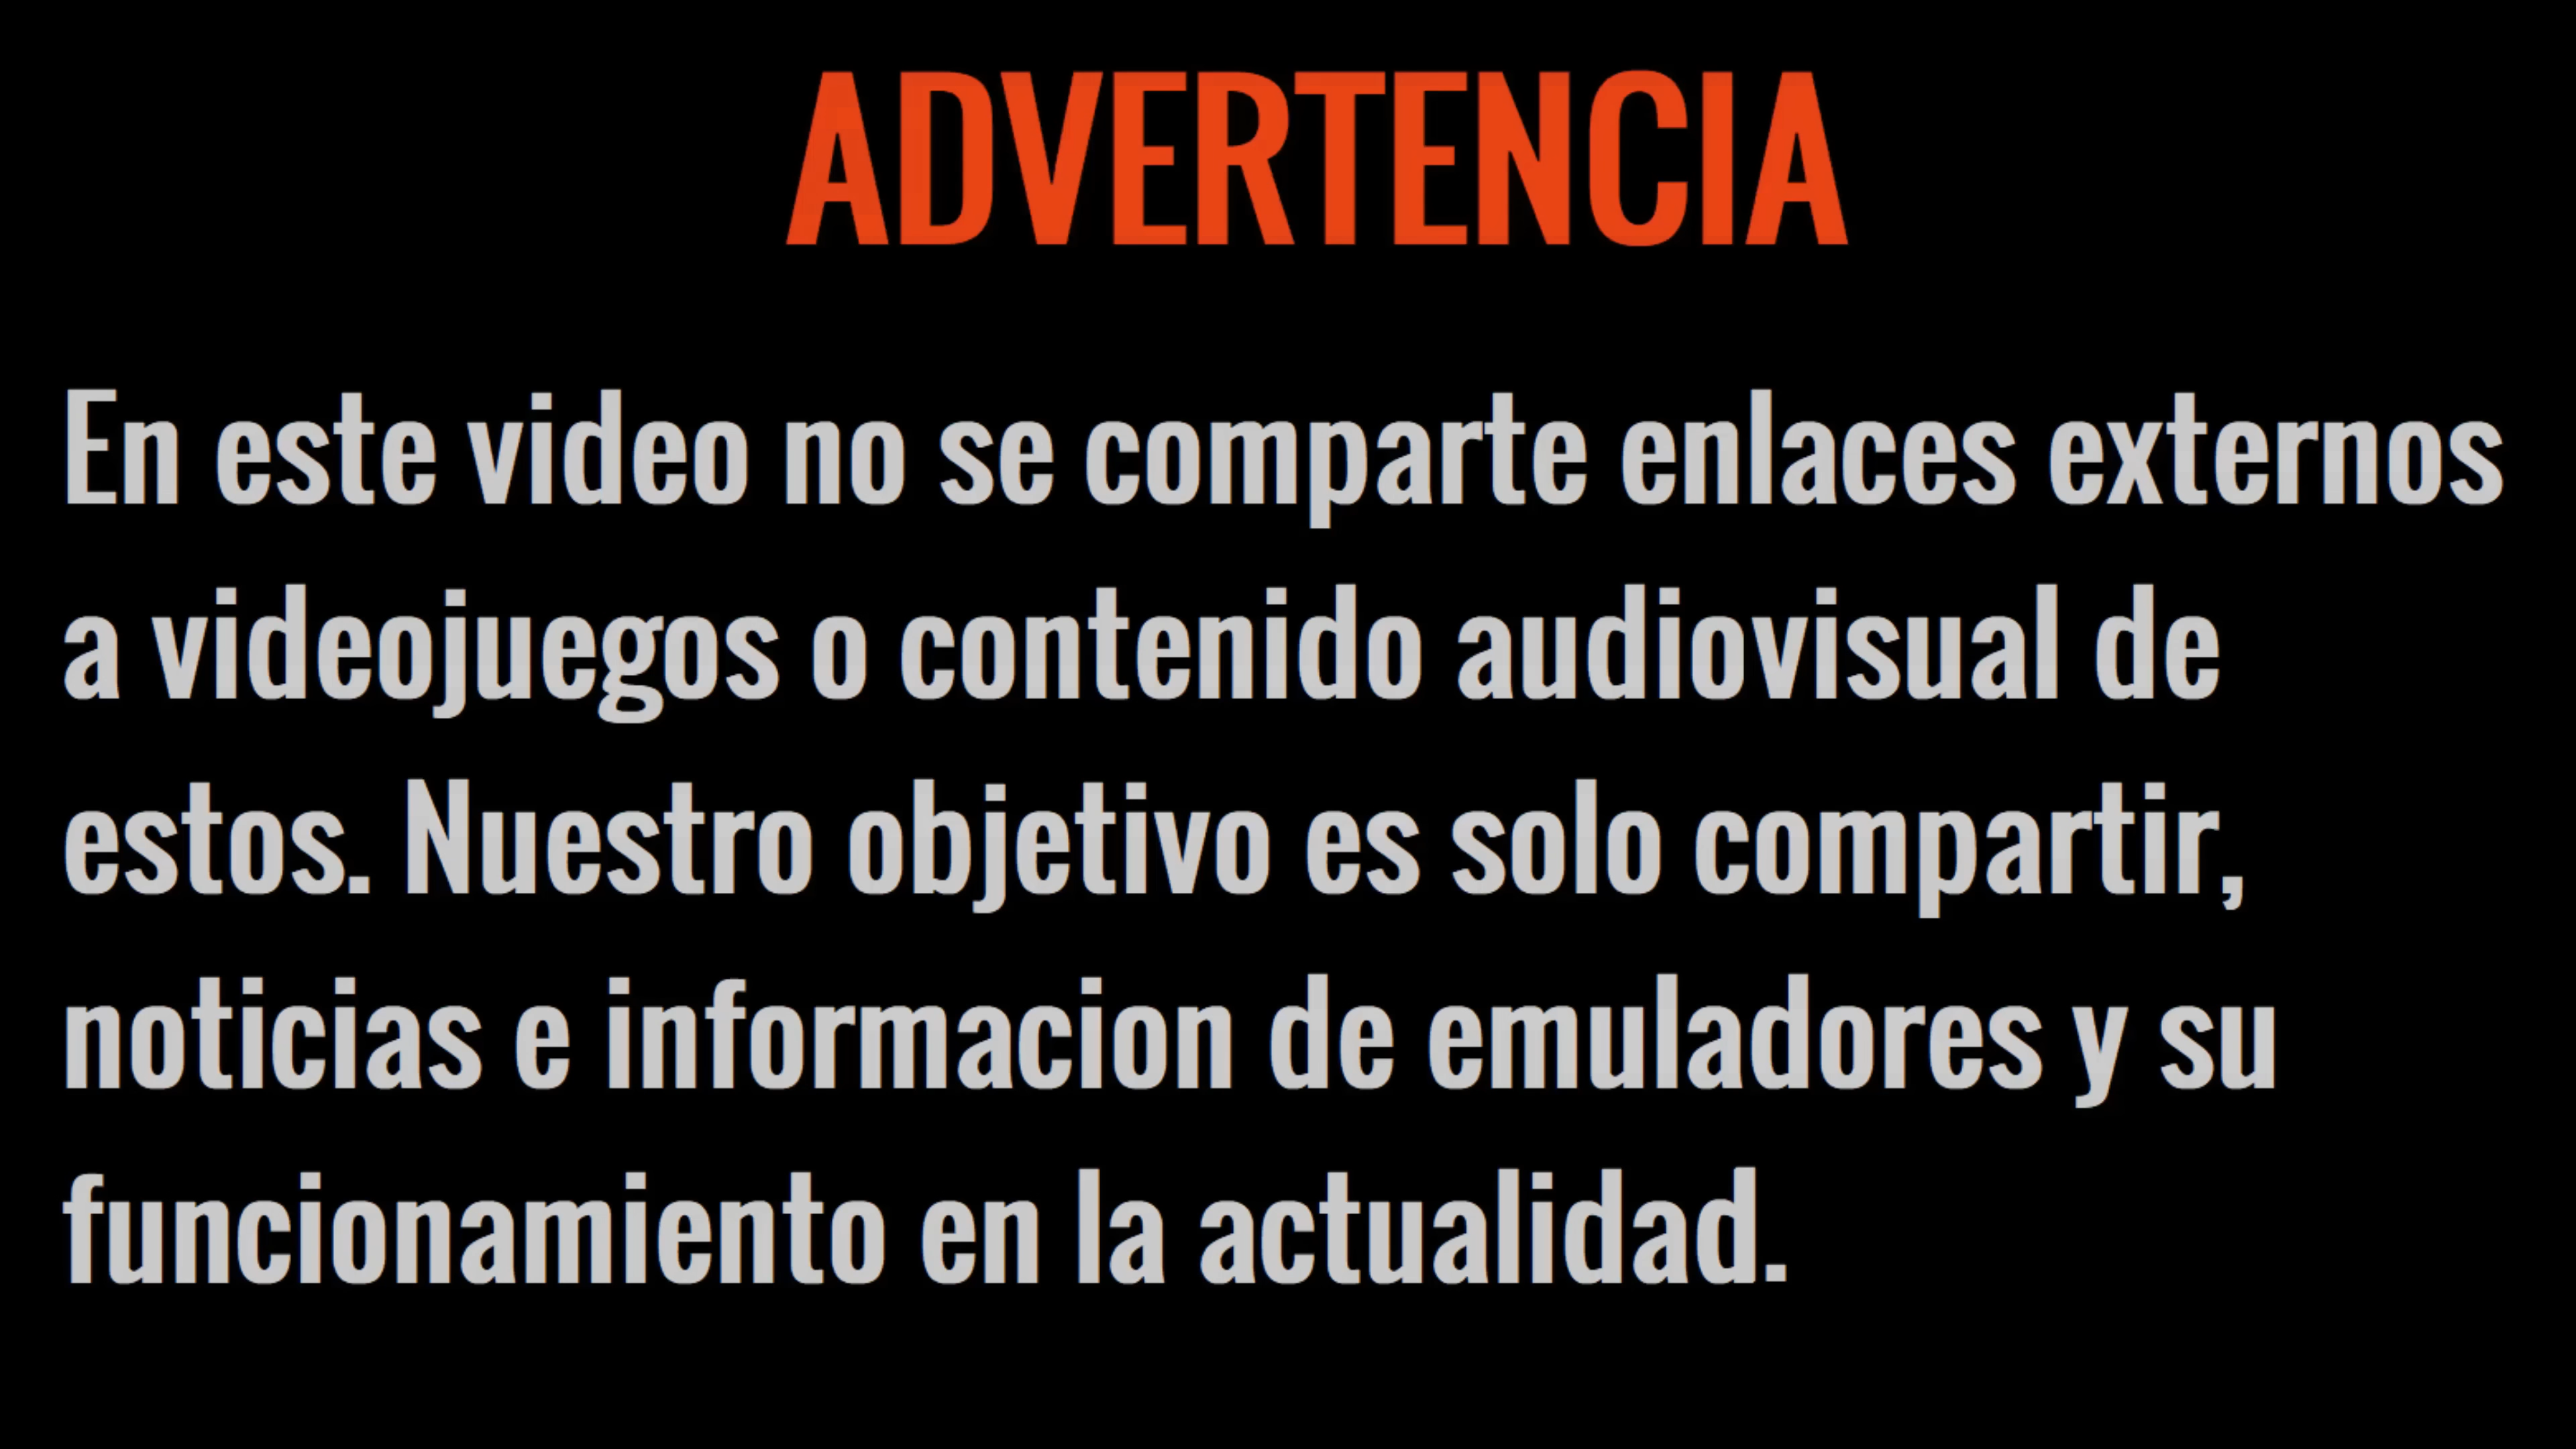 ADVERTENCIA
En este video no se comparte enlaces externos
a videojuegos o contenido audiovisual de
estos. Nuestro objetivo es solo compartir,
noticias e informacion de emuladores y su
funcionamiento en la actualidad.